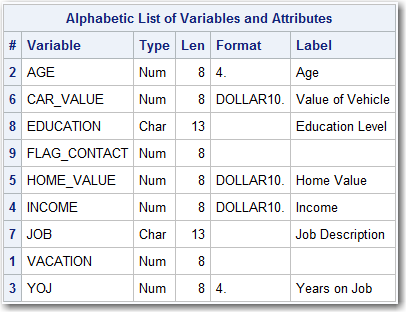 Alphabetic List of Variables and Attributes
# Variable Type Len Format Label
2 AGE Num 8 4. Age
6 CAR_VALUE Num 8 DOLLAR10. Value of Vehicle
8 EDUCATION Char 13 Education Level
9 FLAG_CONTACT Num 8
5 HOME_VALUE Num 8 DOLLAR10. Home Value
4 INCOME Num 8 DOLLAR10. Income
7 JOB Char 13 Job Description
1 VACATION Num 8
3 YOJ Num 8 4. Years on Job